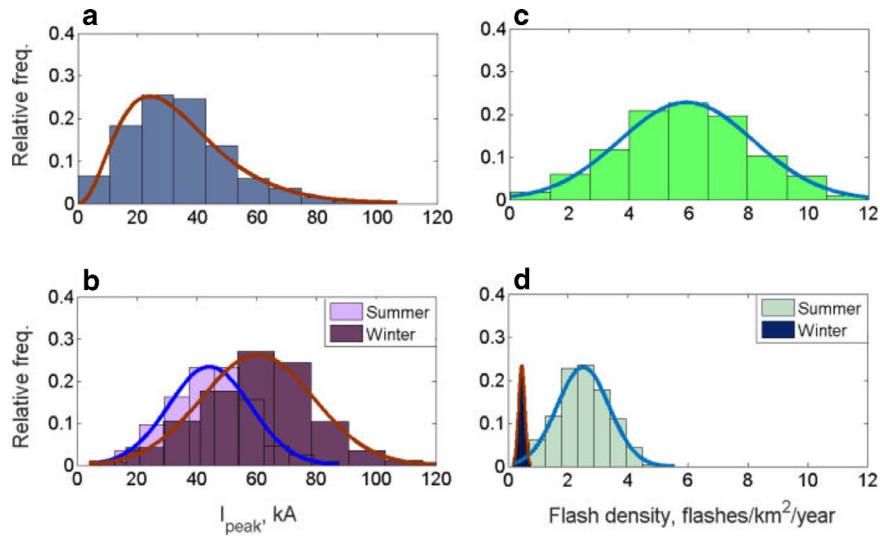 a
0.4
0.3
0.2
0.1
0
Relative freq.
0 20 40 60 80 100 120
c
0.4
0.3
0.2
0.1
0
0 2 4 6 8 10 12
b
0.4
0.3
0.2
0.1
0
Relative freq.
Summer
Winter
0 20 40 60 80 100 120
I_peak, kA
d
0.4
0.3
0.2
0.1
0
Summer
Winter
0 2 4 6 8 10 12
Flash density, flashes/km²/year